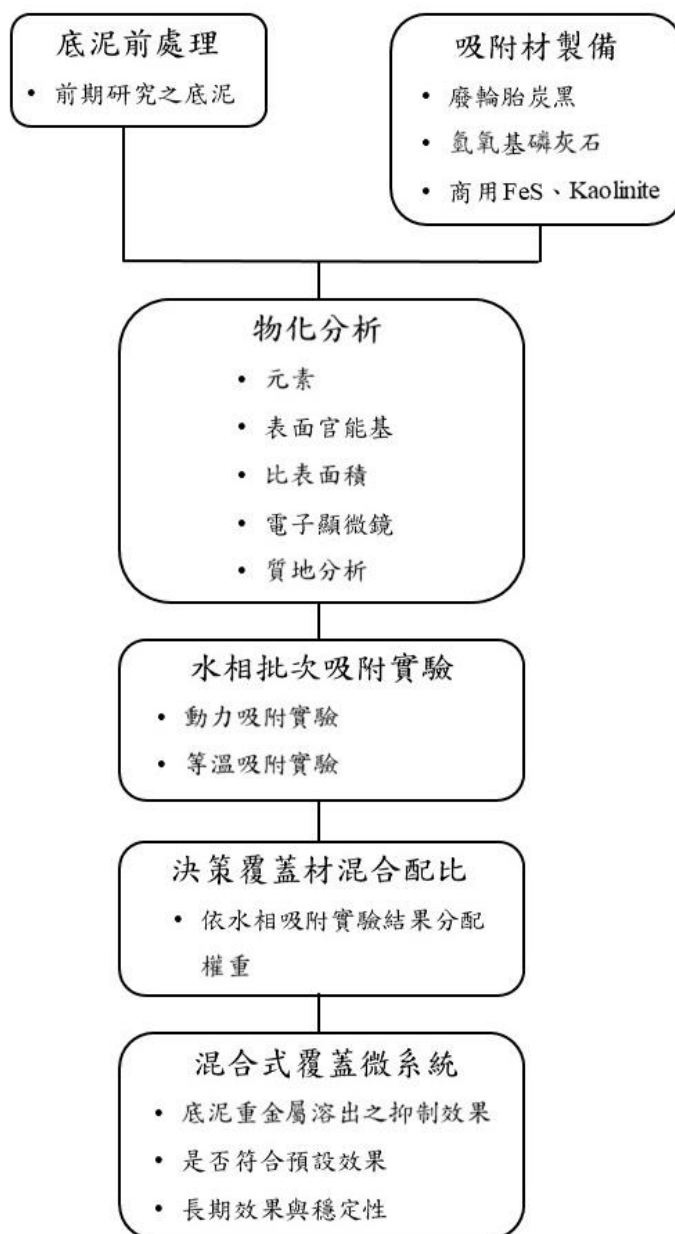 底泥前處理
• 前期研究之底泥
吸附材製備
• 廢輪胎炭黑
• 氫氧基磷灰石
• 商用FeS、Kaolinite
物化分析
• 元素
• 表面官能基
• 比表面積
• 電子顯微鏡
• 質地分析
水相批次吸附實驗
• 動力吸附實驗
• 等溫吸附實驗
決策覆蓋材混合配比
• 依水相吸附實驗結果分配
權重
混合式覆蓋微系統
• 底泥重金屬溶出之抑制效果
• 是否符合預設效果
• 長期效果與穩定性